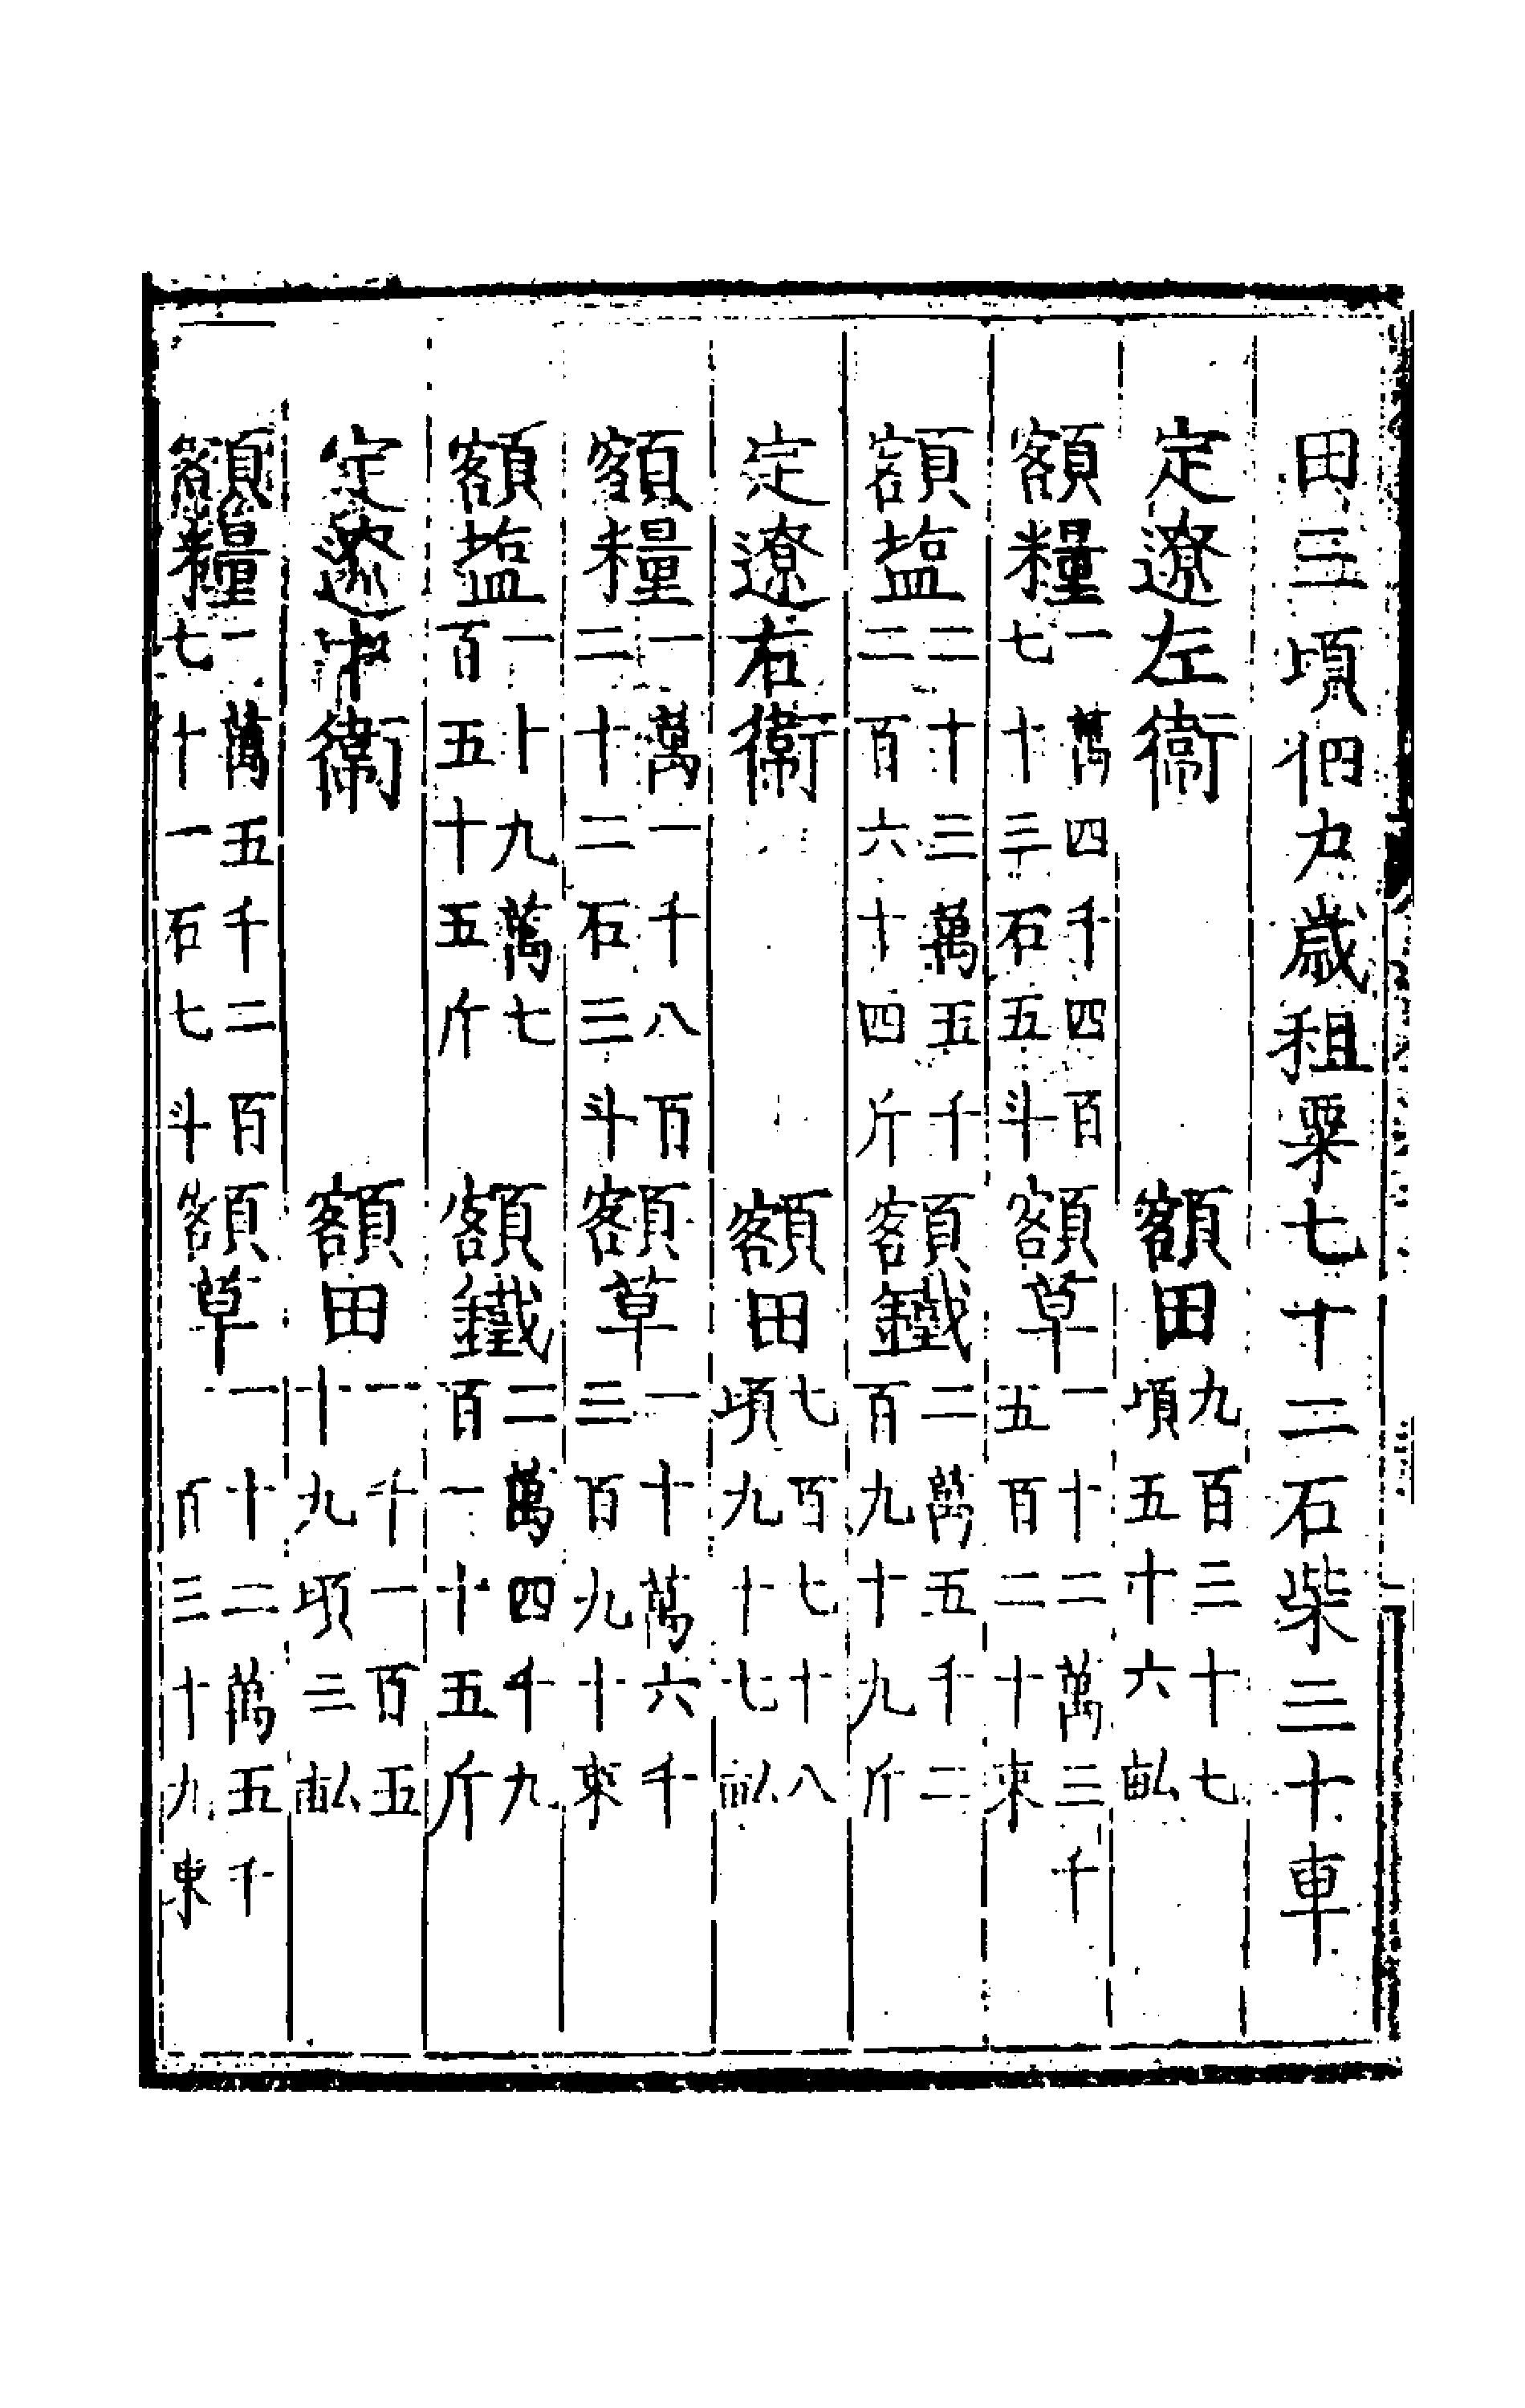 田三頃佃力歲租粟七十二石柴三十車
定遼左衛 額田九百三十七頃五十六畝
額糧一萬四千四百七十三石五斗 額草一十二萬三千五百二十束
額塩二十三萬五千二百六十四斤 額鐵二萬五千二百九十九斤
定遼右衛 額田七百七十八頃九十七畝
額糧一萬一千八百二十二石三斗 額草一十萬六千三百九十束
額塩一十九萬七百五十五斤 額鐵二萬四千九百一十五斤
定遼中衛 額田一千一百五十九頃三畝
額糧一萬五千二百七十一石七斗 額草一十二萬五千一百三十九束